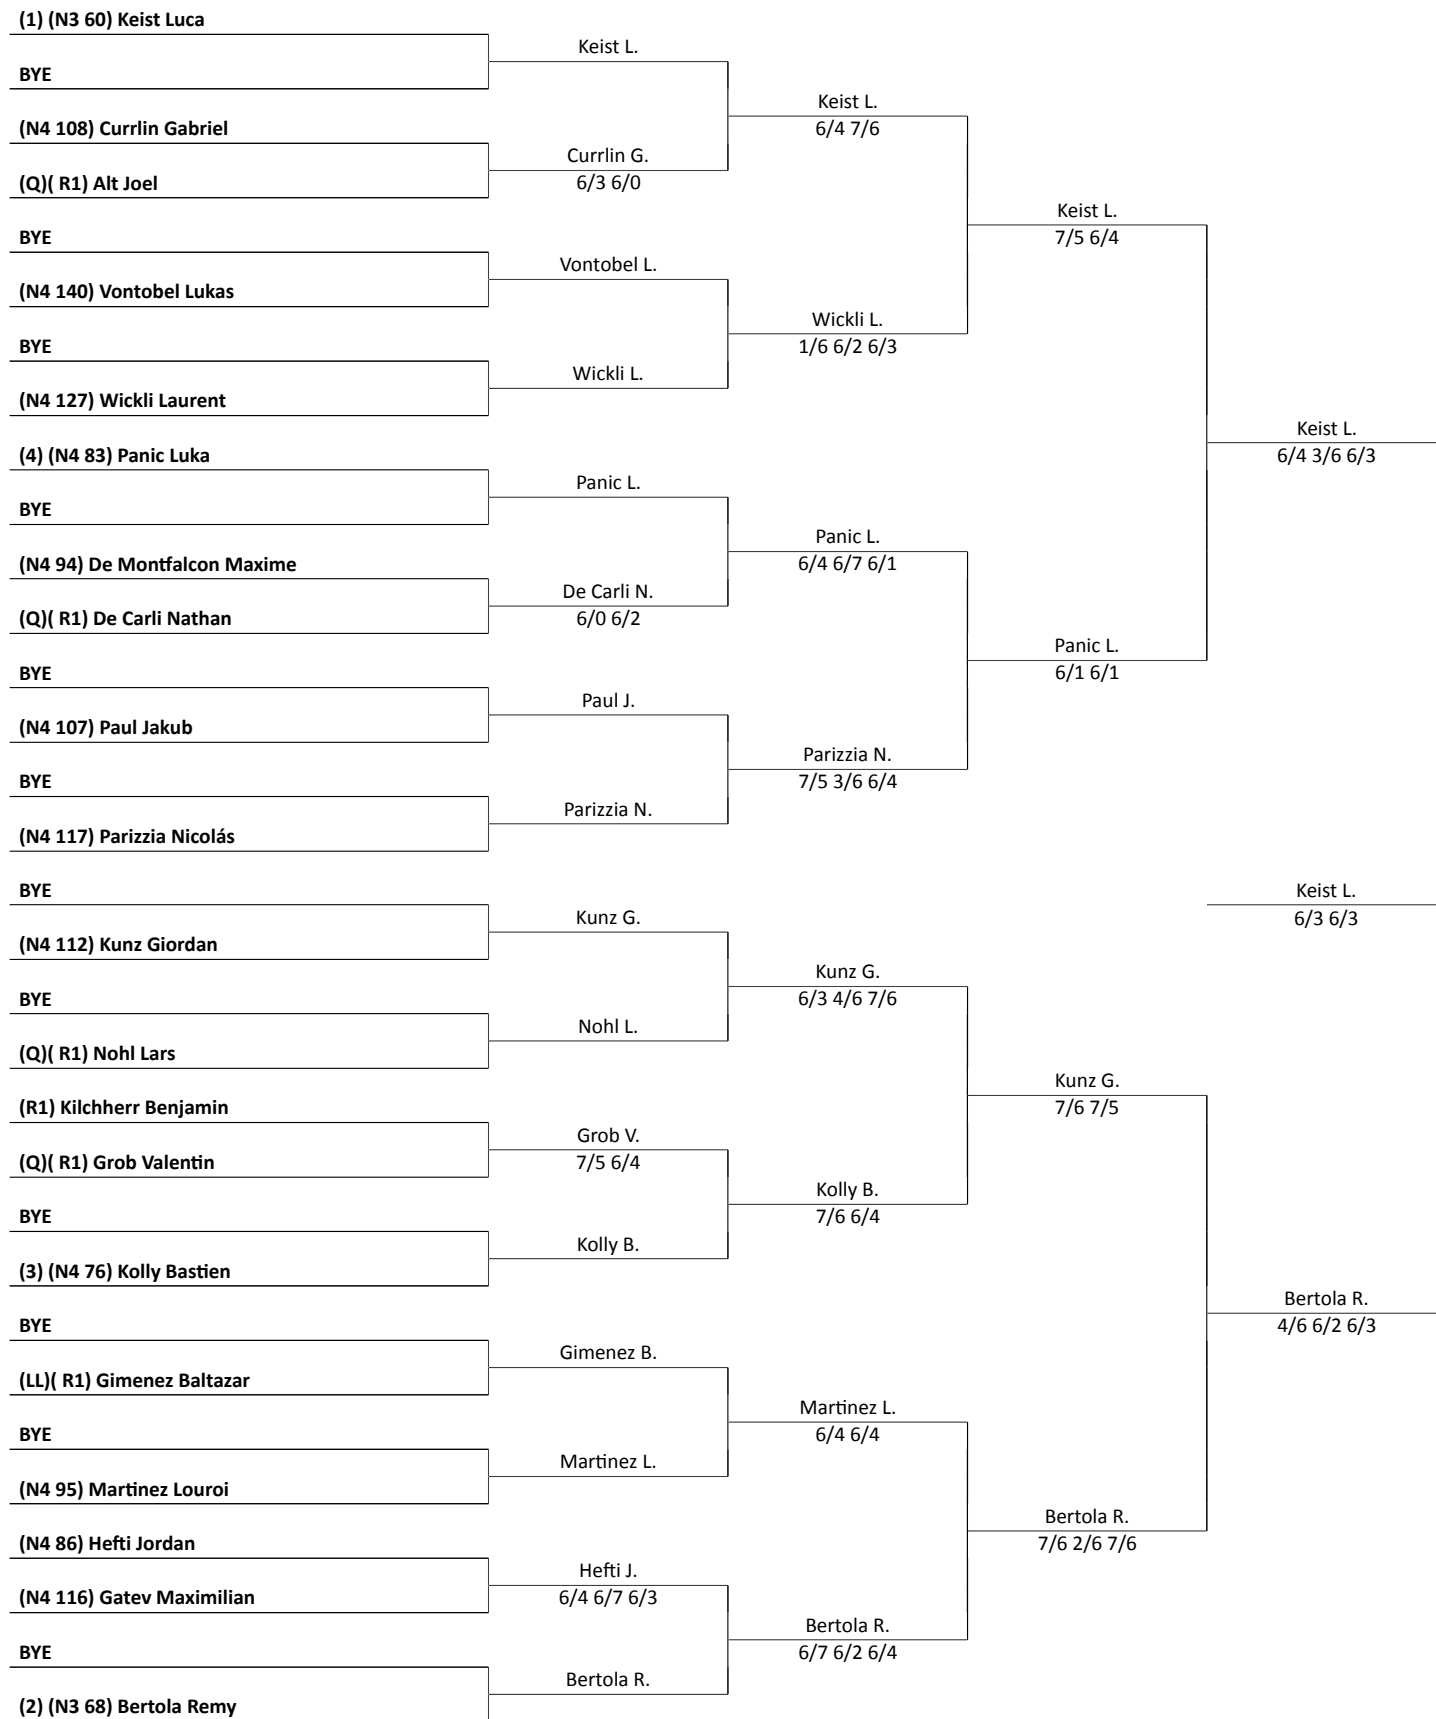 (1) (N3 60) Keist Luca
BYE
(N4 108) Currlin Gabriel
(Q)( R1) Alt Joel
BYE
(N4 140) Vontobel Lukas
BYE
(N4 127) Wickli Laurent
(4) (N4 83) Panic Luka
BYE
(N4 94) De Montfalcon Maxime
(Q)( R1) De Carli Nathan
BYE
(N4 107) Paul Jakub
BYE
(N4 117) Parizzia Nicolás
BYE
(N4 112) Kunz Giordan
BYE
(Q)( R1) Nohl Lars
(R1) Kilchherr Benjamin
(Q)( R1) Grob Valentin
BYE
(3) (N4 76) Kolly Bastien
BYE
(LL)( R1) Gimenez Baltazar
BYE
(N4 95) Martinez Louroi
(N4 86) Hefti Jordan
(N4 116) Gatev Maximilian
BYE
(2) (N3 68) Bertola Remy
Keist L.
Currlin G.
6/3 6/0
Vontobel L.
Wickli L.
Panic L.
De Carli N.
6/0 6/2
Paul J.
Parizzia N.
Kunz G.
Nohl L.
Grob V.
7/5 6/4
Kolly B.
Gimenez B.
Martinez L.
Hefti J.
6/4 6/7 6/3
Bertola R.
Keist L.
6/4 7/6
Wickli L.
1/6 6/2 6/3
Panic L.
6/4 6/7 6/1
Parizzia N.
7/5 3/6 6/4
Kunz G.
6/3 4/6 7/6
Kolly B.
7/6 6/4
Martinez L.
6/4 6/4
Bertola R.
6/7 6/2 6/4
Keist L.
7/5 6/4
Panic L.
6/1 6/1
Kunz G.
7/6 7/5
Bertola R.
7/6 2/6 7/6
Keist L.
6/4 3/6 6/3
Keist L.
6/3 6/3
Bertola R.
4/6 6/2 6/3